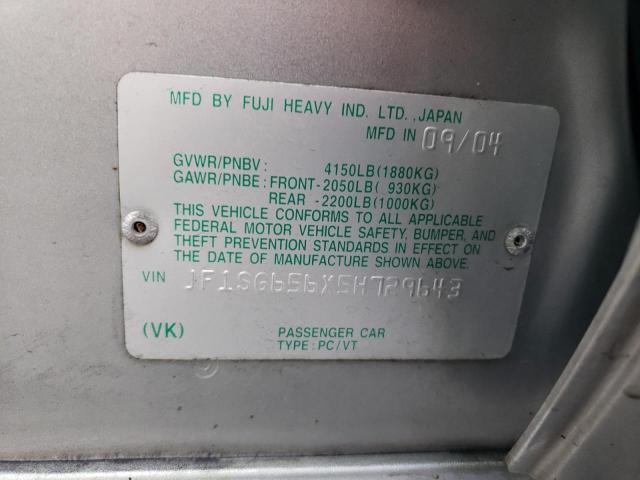 MFD BY FUJI HEAVY IND. LTD.,JAPAN
MFD IN 09/04
GVWR/PNBV: 4150LB(1880KG)
GAWR/PNBE:FRONT-2050LB( 930KG)
REAR -2200LB(1000KG)
THIS VEHICLE CONFORMS TO ALL APPLICABLE
FEDERAL MOTOR VEHICLE SAFETY, BUMPER, AND
THEFT PREVENTION STANDARDS IN EFFECT ON
THE DATE OF MANUFACTURE SHOWN ABOVE.
VIN JF1SG656X5H729643
(VK) PASSENGER CAR
TYPE:PC/VT